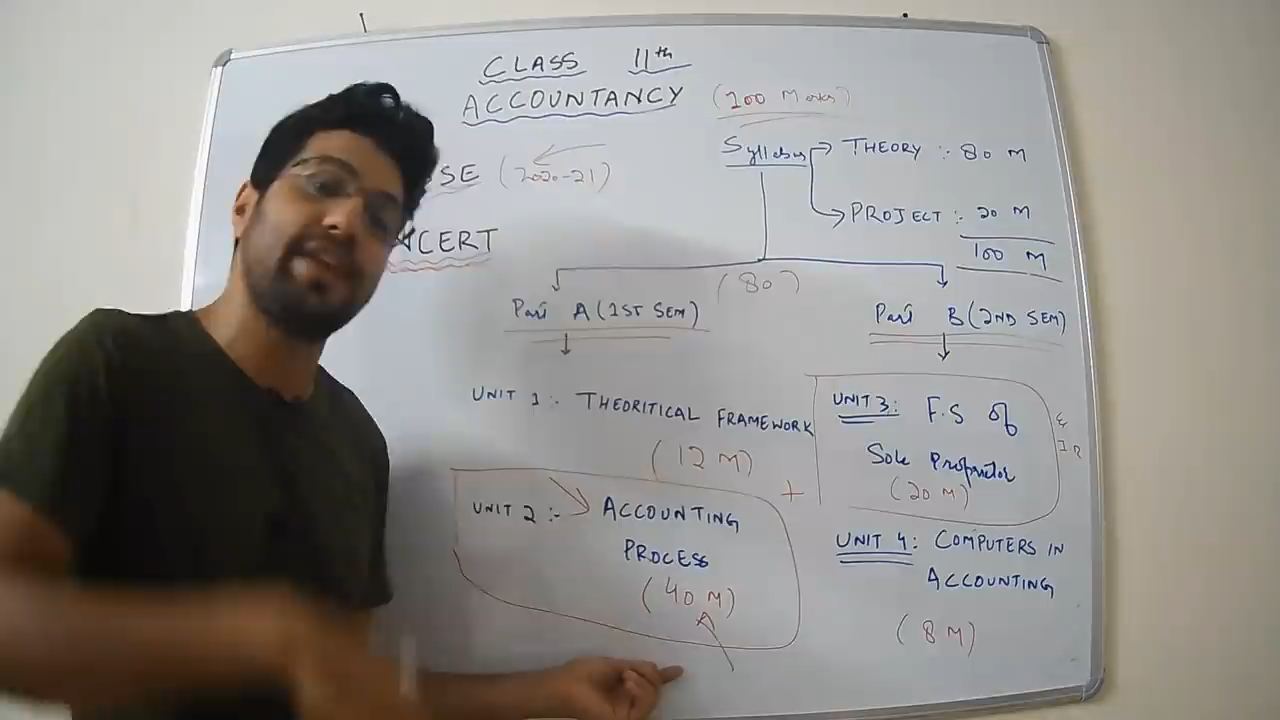 CLASS 11th
ACCOUNTANCY (100 Marks)
SE (2020-21)
NCERT
Syllabus → THEORY :- 80 M
→ PROJECT :- 20 M
100 M
(80)
Part A (1ST SEM)
UNIT 1 :- THEORITICAL FRAMEWORK
(12 M)
UNIT 2 :- ACCOUNTING
PROCESS
(40 M)
+
Part B (2ND SEM)
UNIT 3: F.S of
Sole Proprietor
(20 M)
UNIT 4: COMPUTERS IN
ACCOUNTING
(8 M)